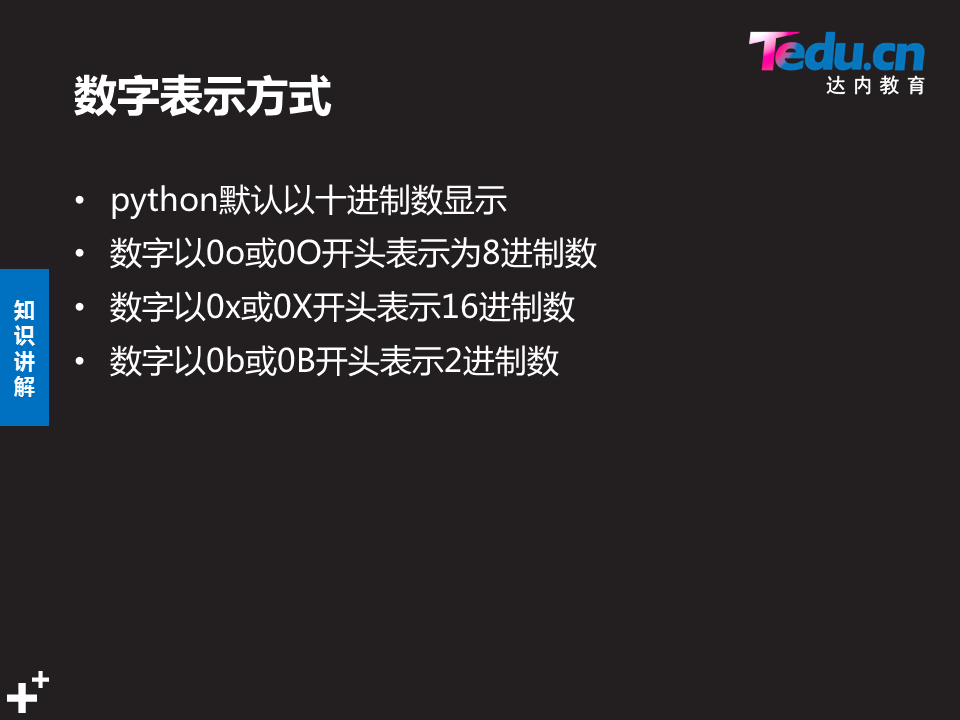 Tedu.cn
达内教育
数字表示方式
• python默认以十进制数显示
• 数字以0o或0O开头表示为8进制数
• 数字以0x或0X开头表示16进制数
• 数字以0b或0B开头表示2进制数
知
识
讲
解